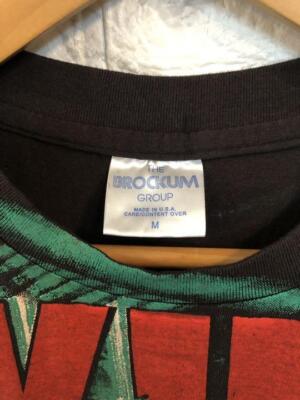 THE
BROCKUM
GROUP
MADE IN U.S.A.
CARE/CONTENT OVER
M